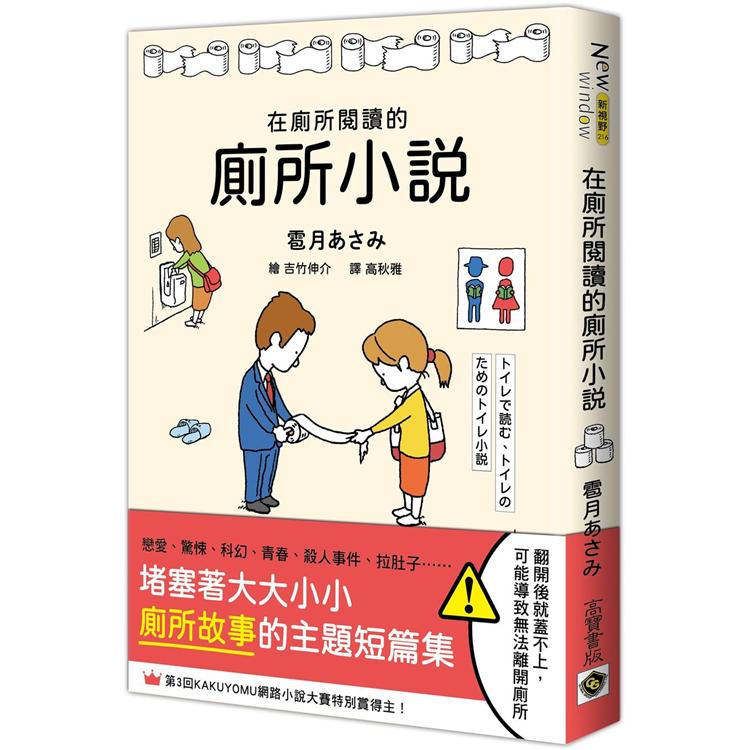 在廁所閱讀的
廁所小説
雹月あさみ
繪 吉竹伸介 譯 高秋雅
トイレで読む、トイレの
ためのトイレ小説
戀愛、驚悚、科幻、青春、殺人事件、拉肚子……
堵塞著大大小小
廁所故事的主題短篇集
第3回KAKUYOMU網路小說大賽特別賞得主！
翻開後就蓋不上，
可能導致無法離開廁所
New
window
新視野
216
在廁所閱讀的廁所小説
雹月あさみ
高寶書版